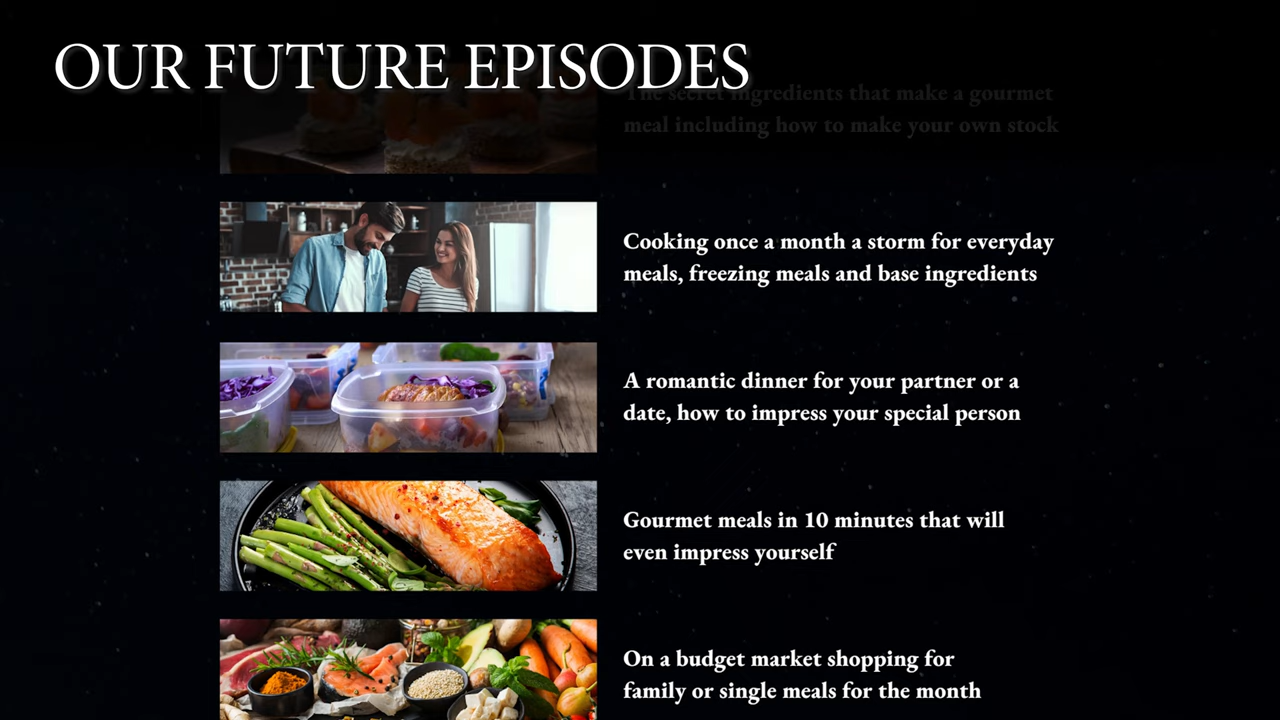 OUR FUTURE EPISODES
The secret ingredients that make a gourmet
meal including how to make your own stock
Cooking once a month a storm for everyday
meals, freezing meals and base ingredients
A romantic dinner for your partner or a
date, how to impress your special person
Gourmet meals in 10 minutes that will
even impress yourself
On a budget market shopping for
family or single meals for the month